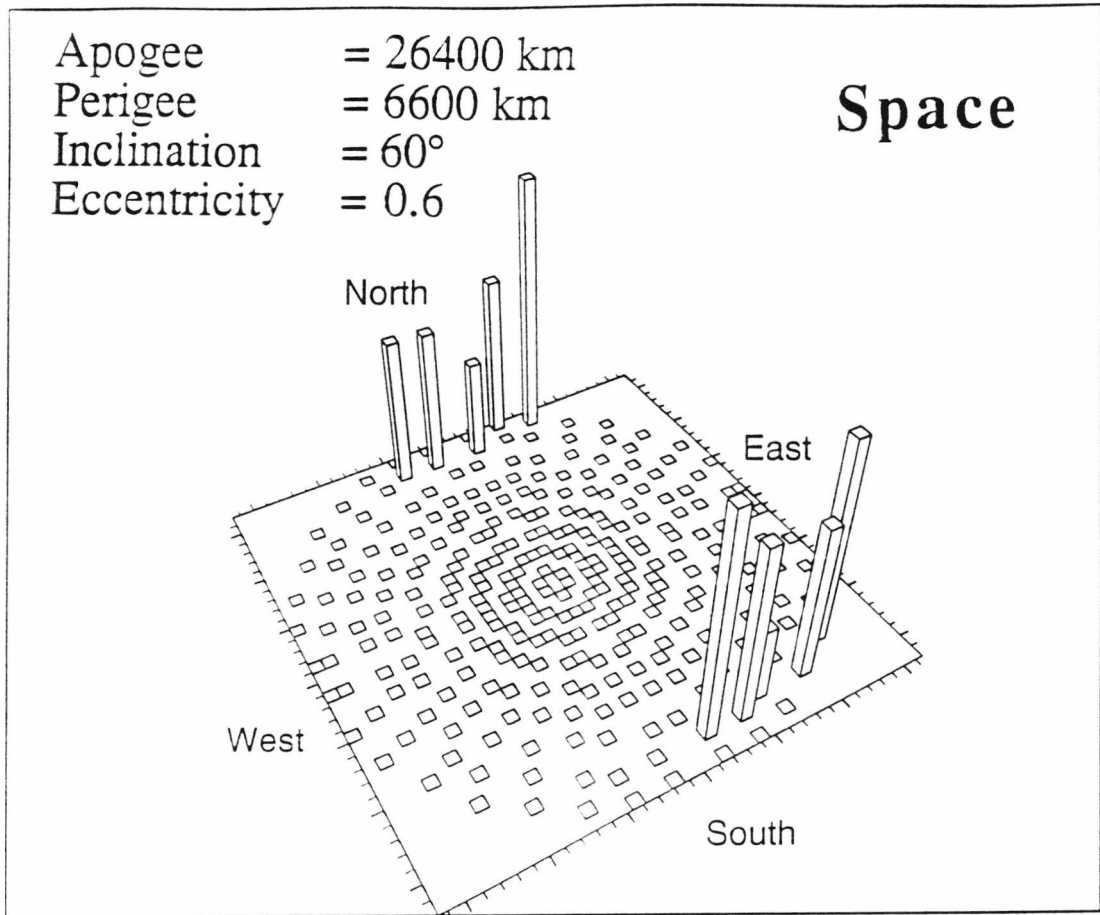 Apogee = 26400 km
Perigee = 6600 km
Inclination = 60°
Eccentricity = 0.6
Space
North
East
West
South